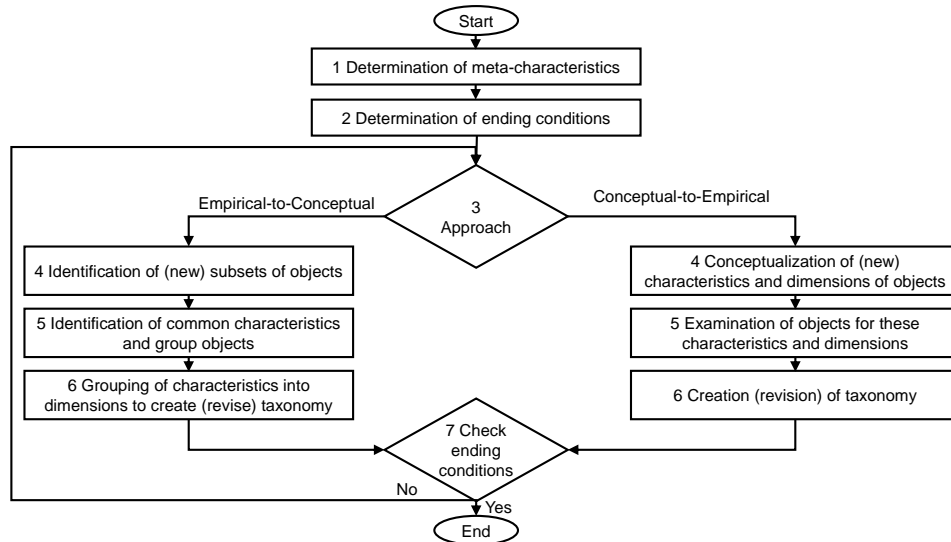 Start
1 Determination of meta-characteristics
2 Determination of ending conditions
Empirical-to-Conceptual
3
Approach
Conceptual-to-Empirical
4 Identification of (new) subsets of objects
5 Identification of common characteristics
and group objects
6 Grouping of characteristics into
dimensions to create (revise) taxonomy
4 Conceptualization of (new)
characteristics and dimensions of objects
5 Examination of objects for these
characteristics and dimensions
6 Creation (revision) of taxonomy
7 Check
ending
conditions
No
Yes
End